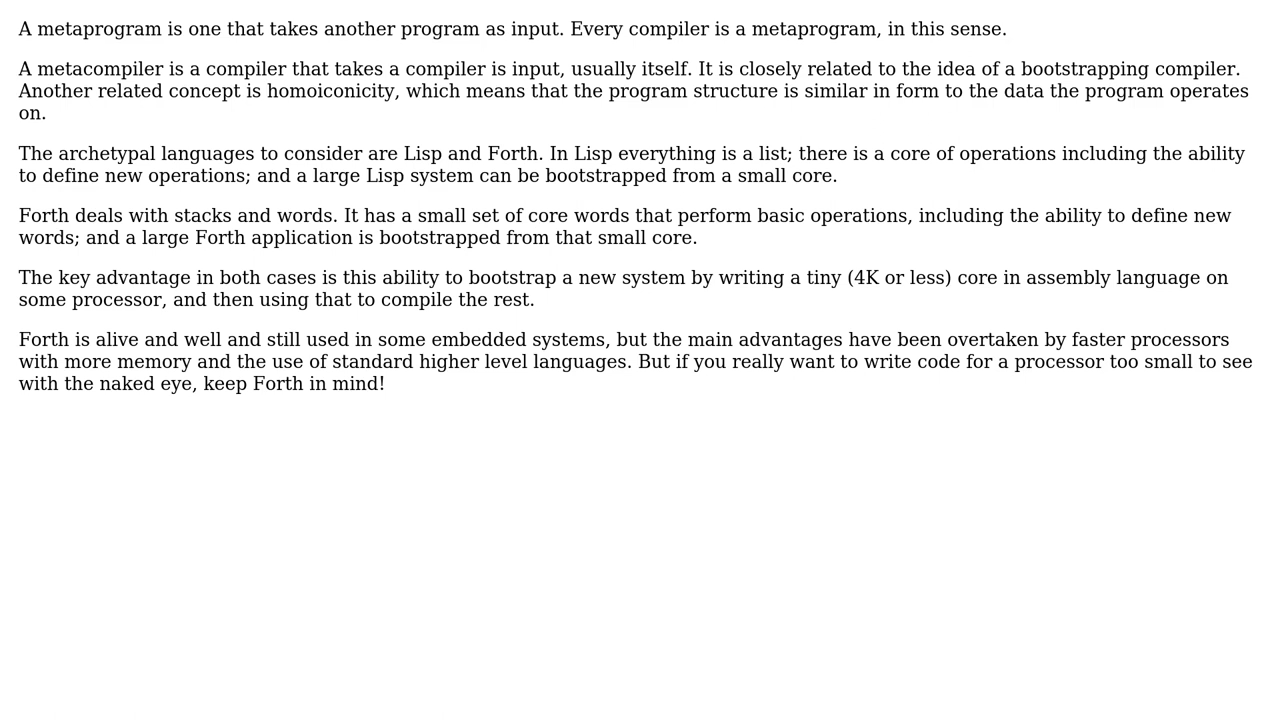 A metaprogram is one that takes another program as input. Every compiler is a metaprogram, in this sense.
A metacompiler is a compiler that takes a compiler is input, usually itself. It is closely related to the idea of a bootstrapping compiler.
Another related concept is homoiconicity, which means that the program structure is similar in form to the data the program operates
on.
The archetypal languages to consider are Lisp and Forth. In Lisp everything is a list; there is a core of operations including the ability
to define new operations; and a large Lisp system can be bootstrapped from a small core.
Forth deals with stacks and words. It has a small set of core words that perform basic operations, including the ability to define new
words; and a large Forth application is bootstrapped from that small core.
The key advantage in both cases is this ability to bootstrap a new system by writing a tiny (4K or less) core in assembly language on
some processor, and then using that to compile the rest.
Forth is alive and well and still used in some embedded systems, but the main advantages have been overtaken by faster processors
with more memory and the use of standard higher level languages. But if you really want to write code for a processor too small to see
with the naked eye, keep Forth in mind!